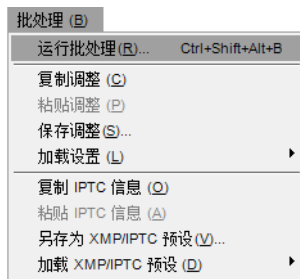 批处理 (B)
运行批处理(R)... Ctrl+Shift+Alt+B
复制调整 (C)
粘贴调整 (P)
保存调整(S)...
加载设置 (L)
复制 IPTC 信息 (O)
粘贴 IPTC 信息 (A)
另存为 XMP/IPTC 预设(V)...
加载 XMP/IPTC 预设 (D)